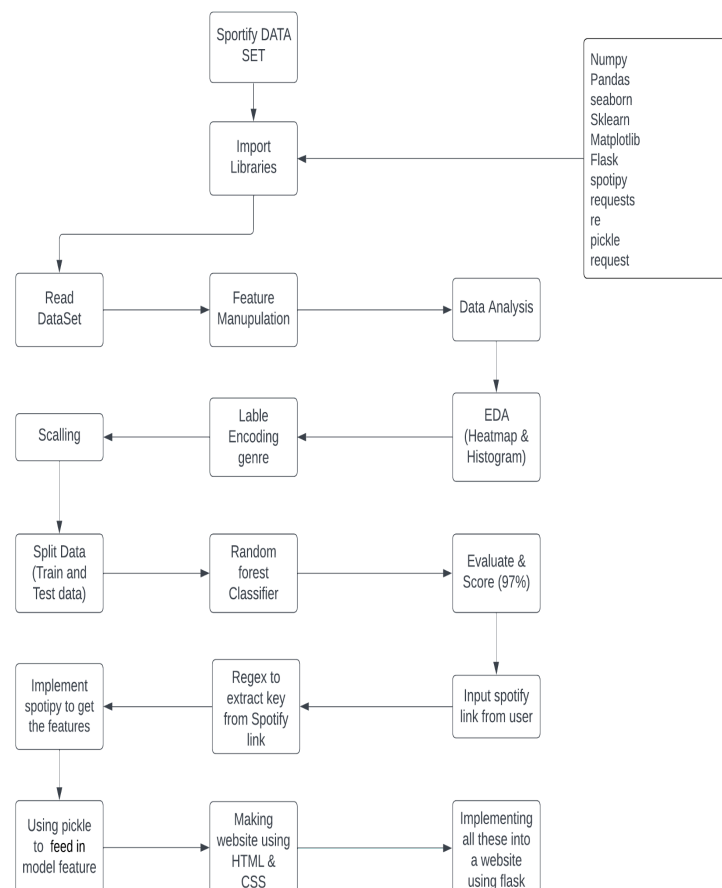 Sportify DATA
SET
Import
Libraries
Numpy
Pandas
seaborn
Sklearn
Matplotlib
Flask
spotipy
requests
re
pickle
request
Read
DataSet
Feature
Manupulation
Data Analysis
EDA
(Heatmap &
Histogram)
Lable
Encoding
genre
Scalling
Split Data
(Train and
Test data)
Random
forest
Classifier
Evaluate &
Score (97%)
Input spotify
link from user
Regex to
extract key
from Spotify
link
Implement
spotipy to get
the features
Using pickle
to feed in
model feature
Making
website using
HTML &
CSS
Implementing
all these into
a website
using flask